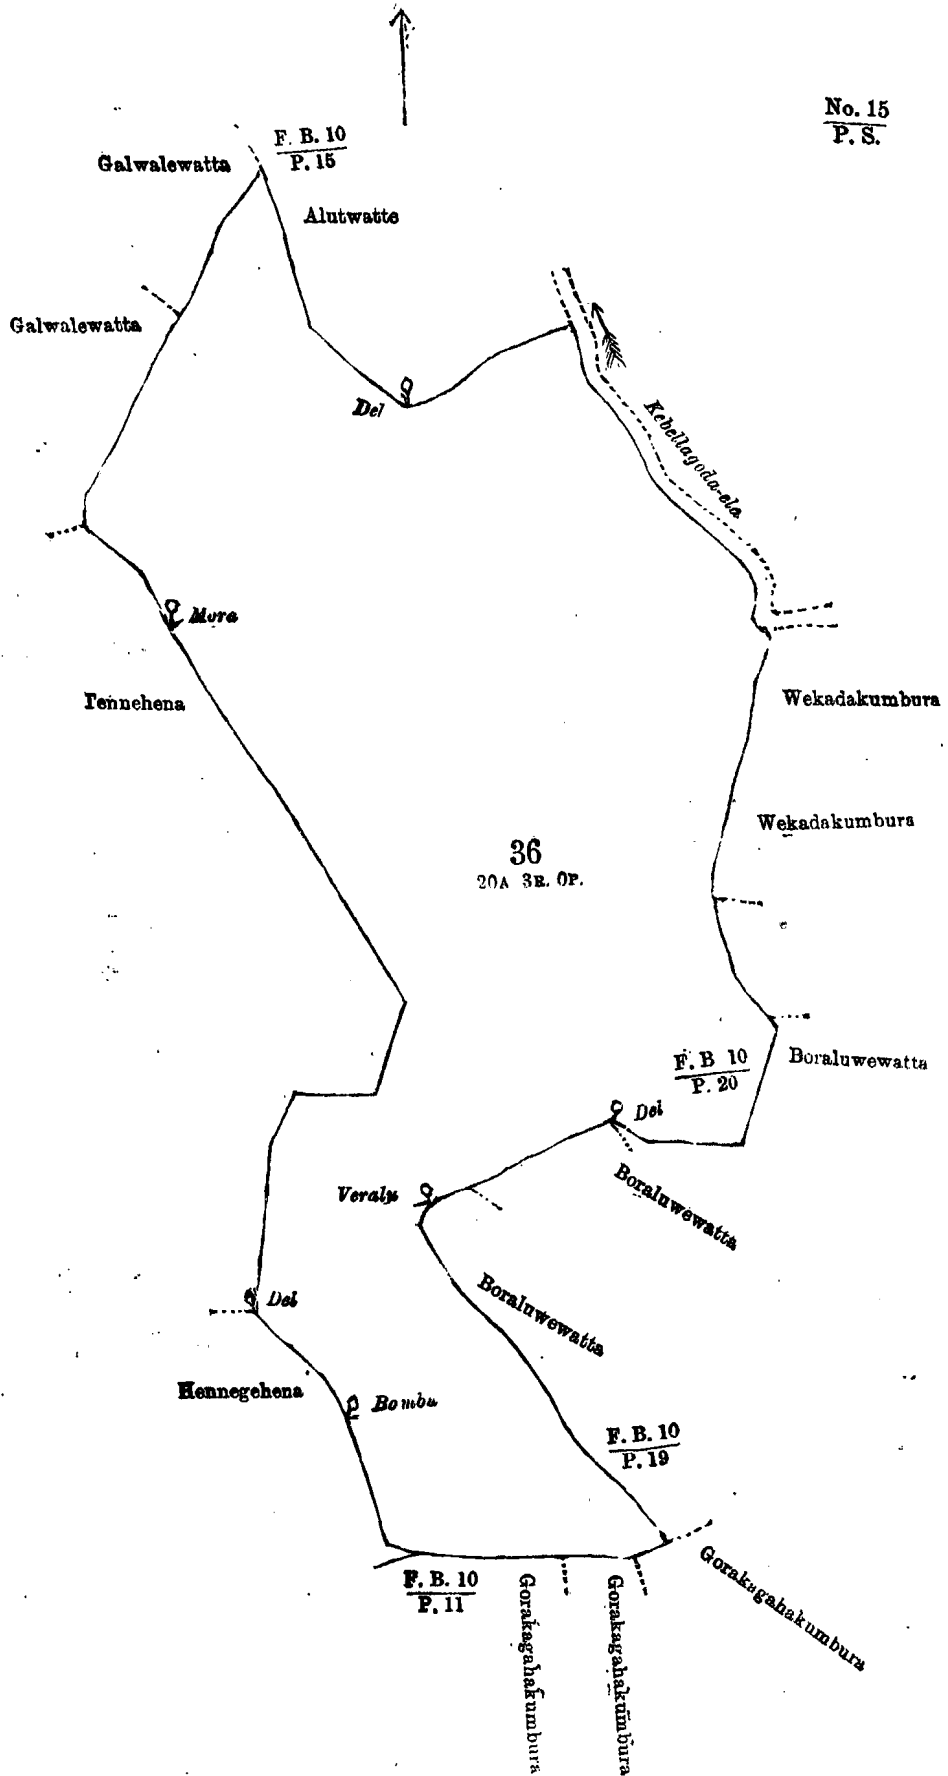 No. 15
P. S.
F. B. 10
P. 15
Galwalewatta
Alutwatte
Galwalewatta
Del
Kebellagoda-ela
Mora
Tennehena
Wekadakumbura
Wekadakumbura
36
20A 3R. 0P.
F. B 10
P. 20
Boraluwewatta
Del
Boraluwewatta
Veralu
Boraluwewatta
Del
Hennegehena
Bombu
F. B. 10
P. 19
Gorakagahakumbura
F. B. 10
P. 11
Gorakagahakumbura
Gorakagahakumbura